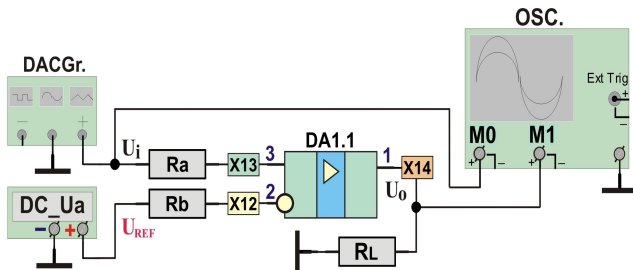 OSC.
DACGr.
Ext Trig
+
−
DA1.1
M0
M1
− +
+ −
+ −
Ui
Ra
X13
3
1
X14
Uo
DC_Ua
− +
UREF
Rb
X12
2
RL